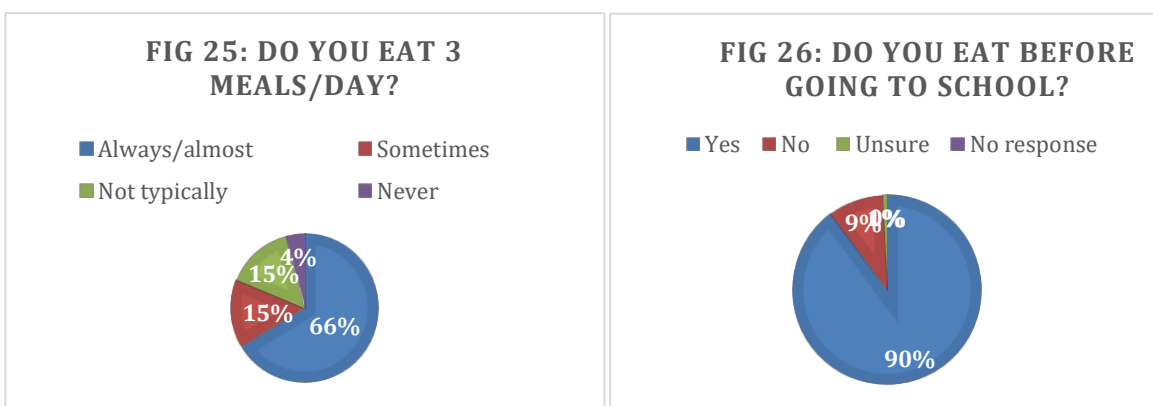 FIG 25: DO YOU EAT 3
MEALS/DAY?
Always/almost Sometimes
Not typically Never
4%
15%
15%
66%
FIG 26: DO YOU EAT BEFORE
GOING TO SCHOOL?
Yes No Unsure No response
9%
90%